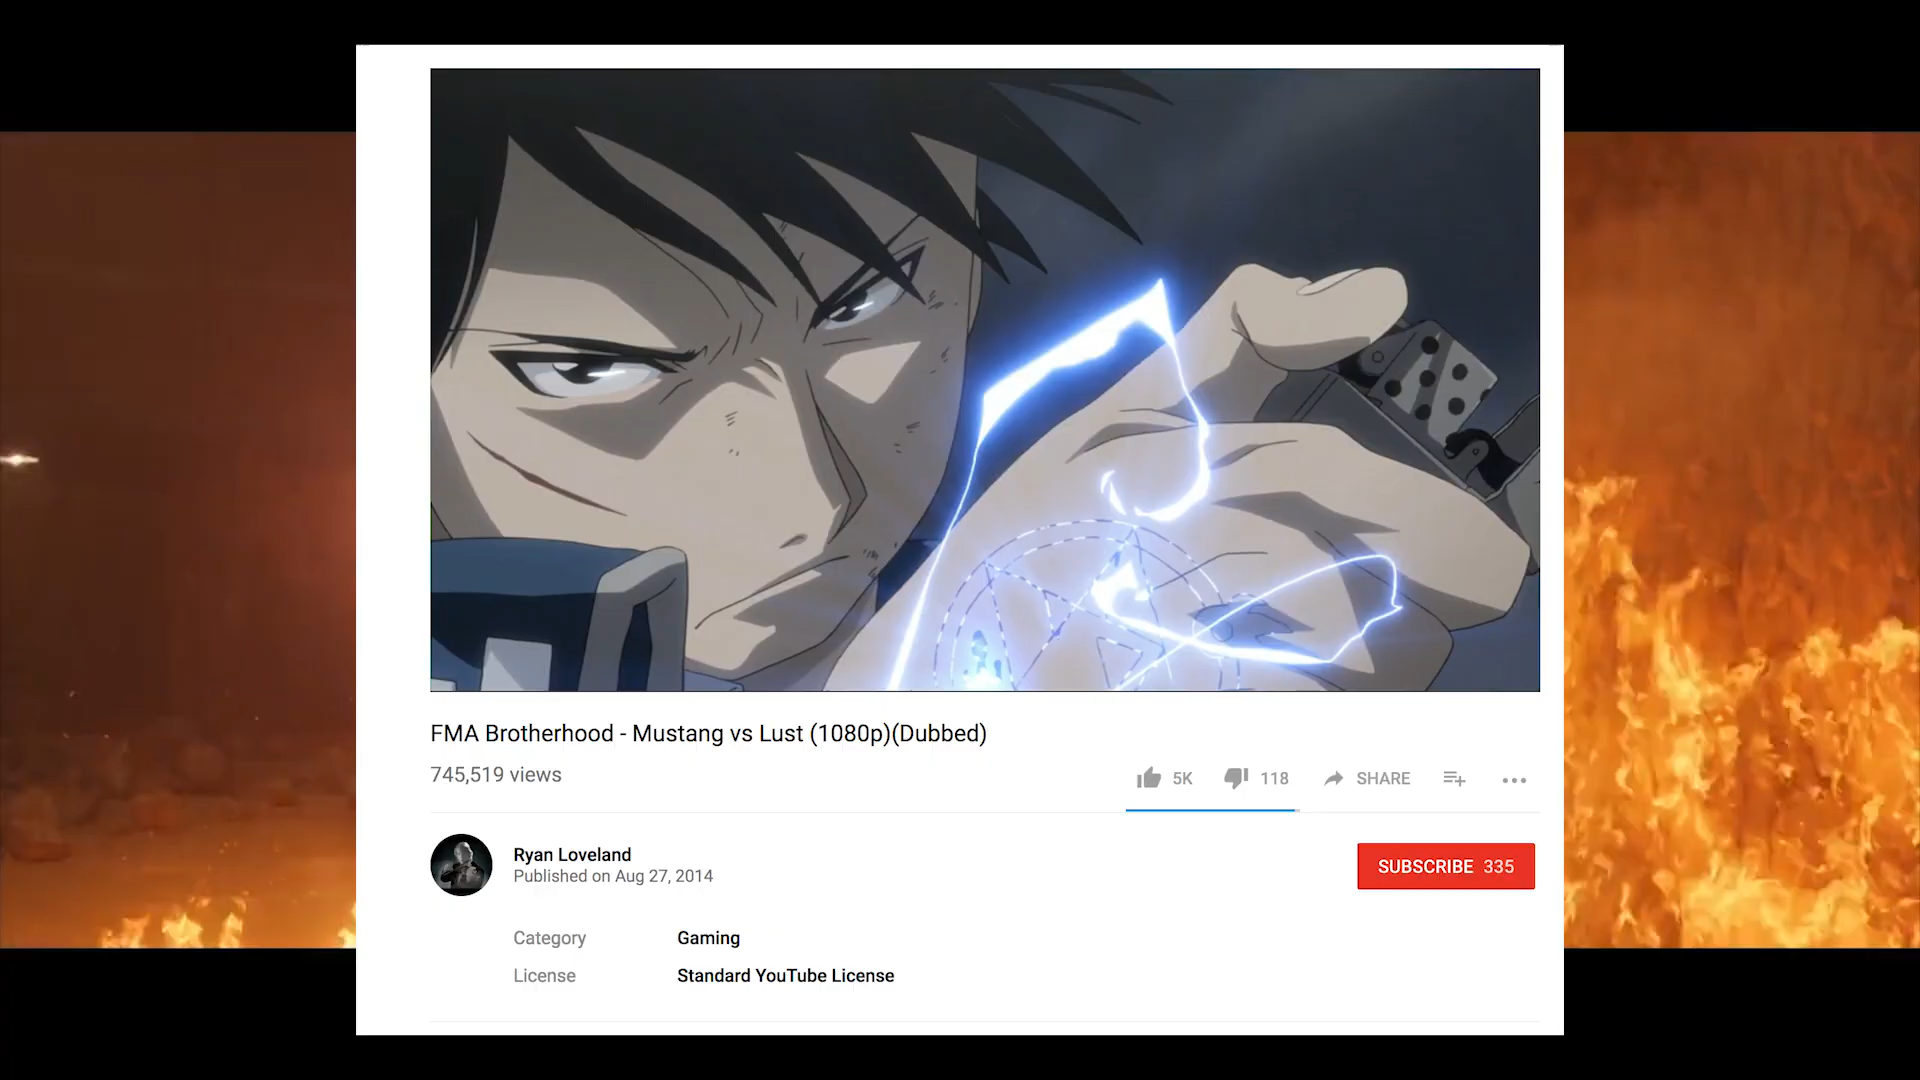 FMA Brotherhood - Mustang vs Lust (1080p)(Dubbed)
745,519 views
5K 118 SHARE
Ryan Loveland
Published on Aug 27, 2014
SUBSCRIBE 335
Category Gaming
License Standard YouTube License